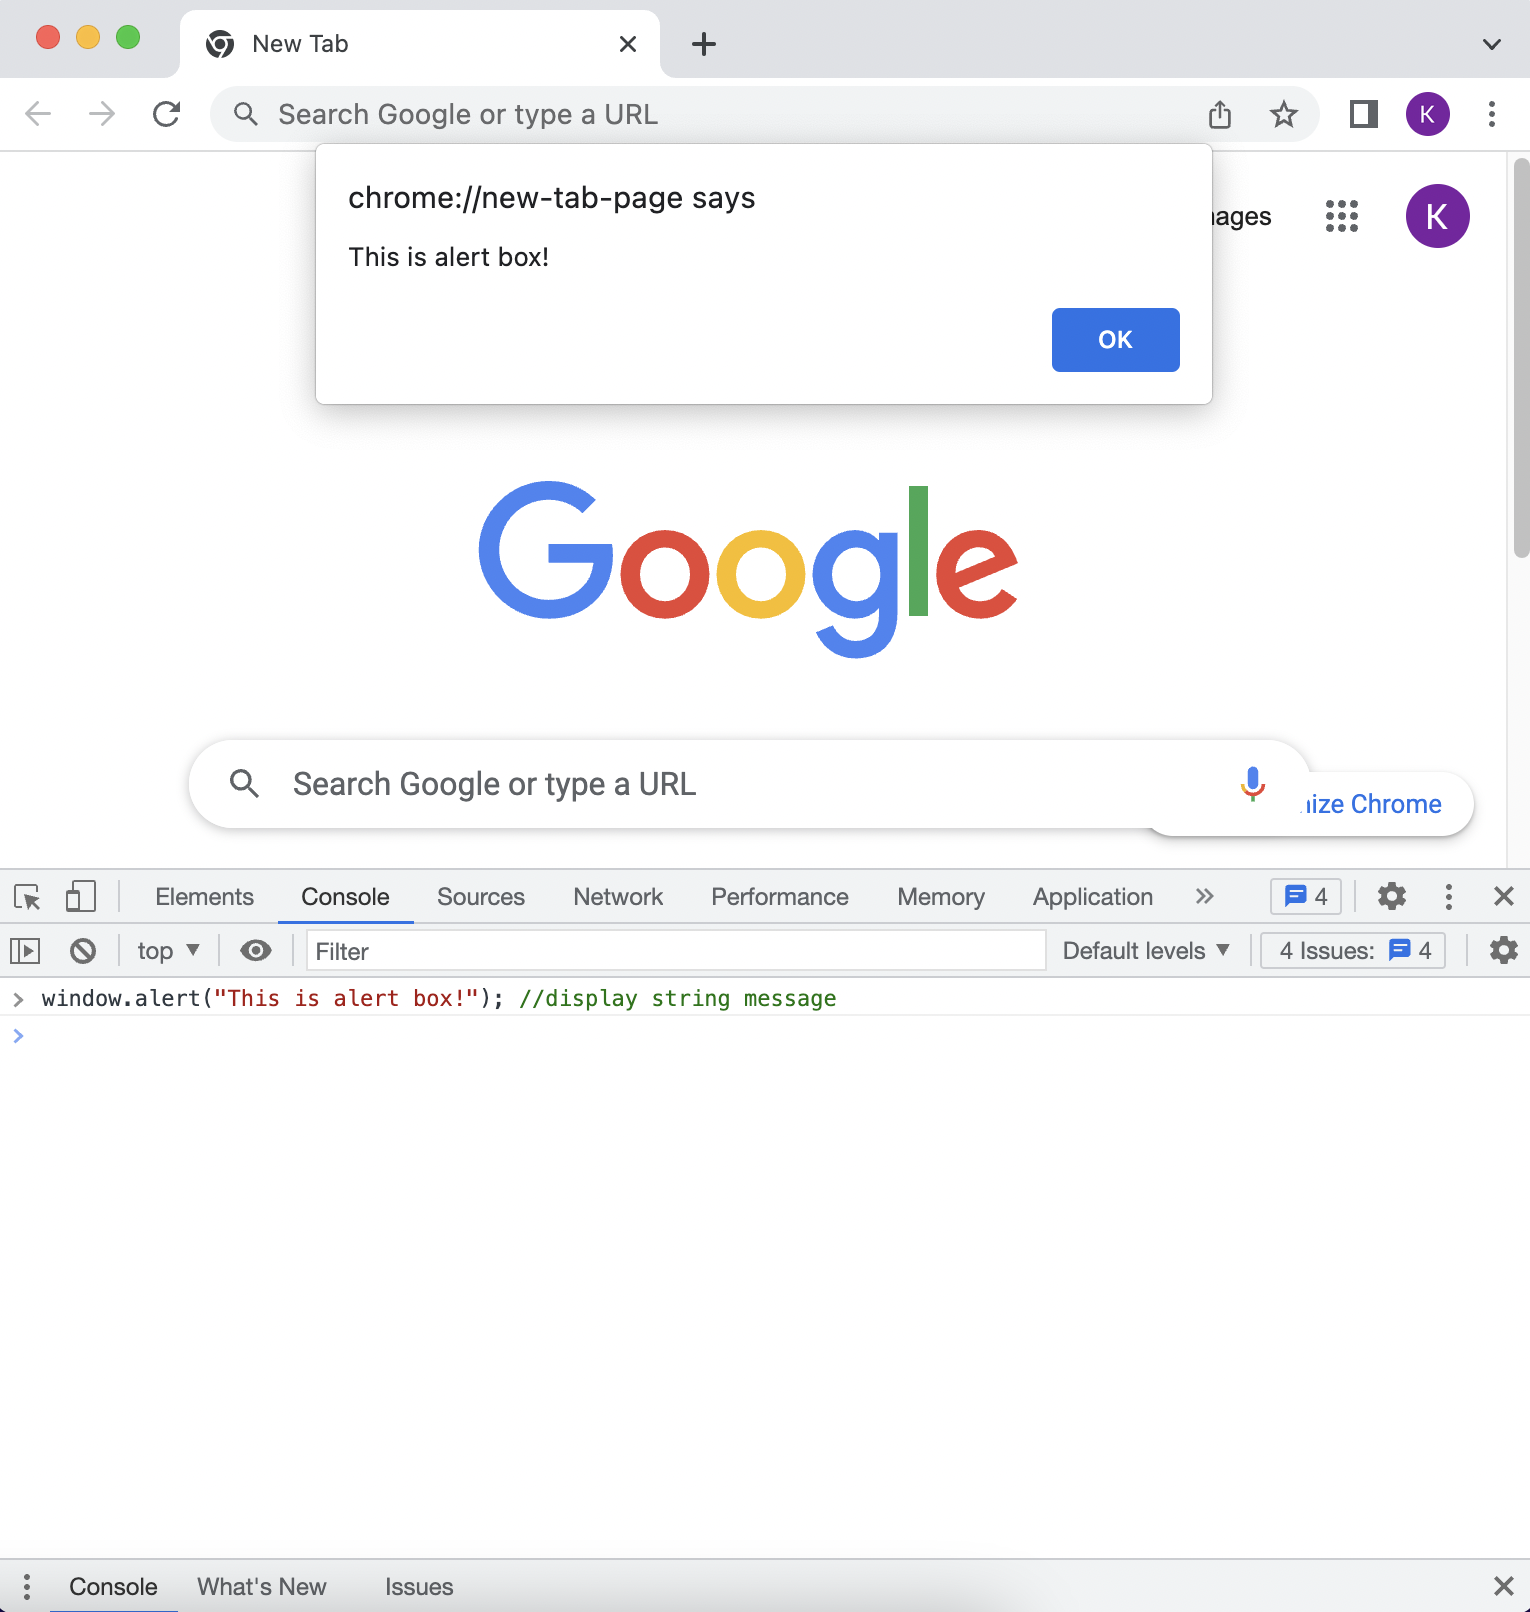 New Tab
Search Google or type a URL
K
chrome://new-tab-page says
This is alert box!
OK
K
Google
Search Google or type a URL
Chrome
Elements Console Sources Network Performance Memory Application 4
top Filter Default levels 4 Issues: 4
window.alert("This is alert box!"); //display string message
Console What's New Issues